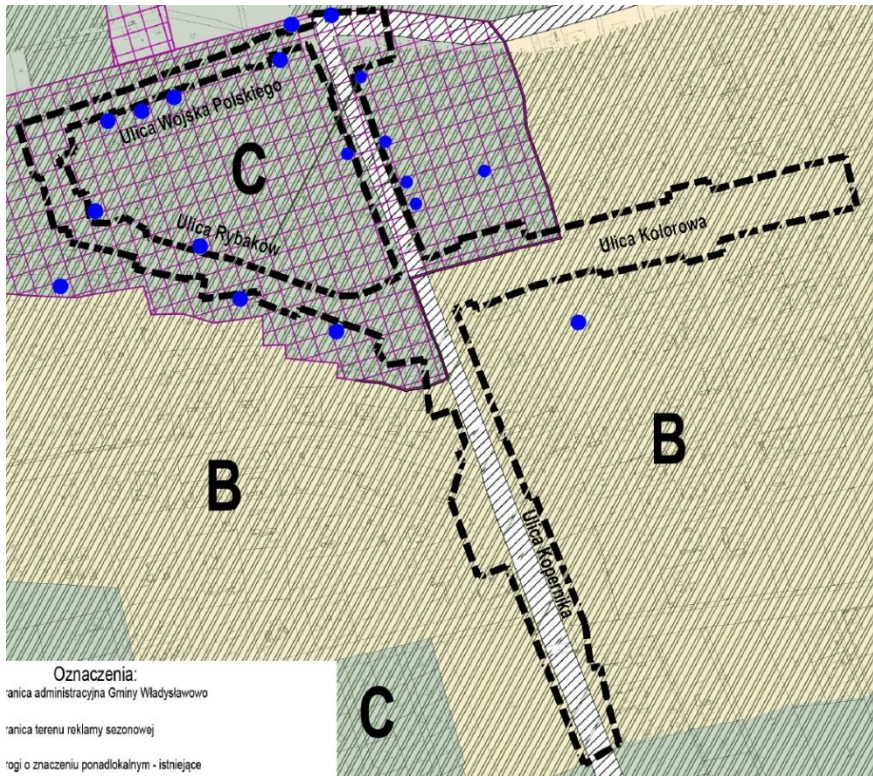 Ulica Wojska Polskiego
C
Ulica Rybaków
Ulica Kolorowa
B
B
Ulica Kopernika
C
Oznaczenia:
ranica administracyjna Gminy Władysławowo
ranica terenu reklamy sezonowej
rogi o znaczeniu ponadlokalnym - istniejące